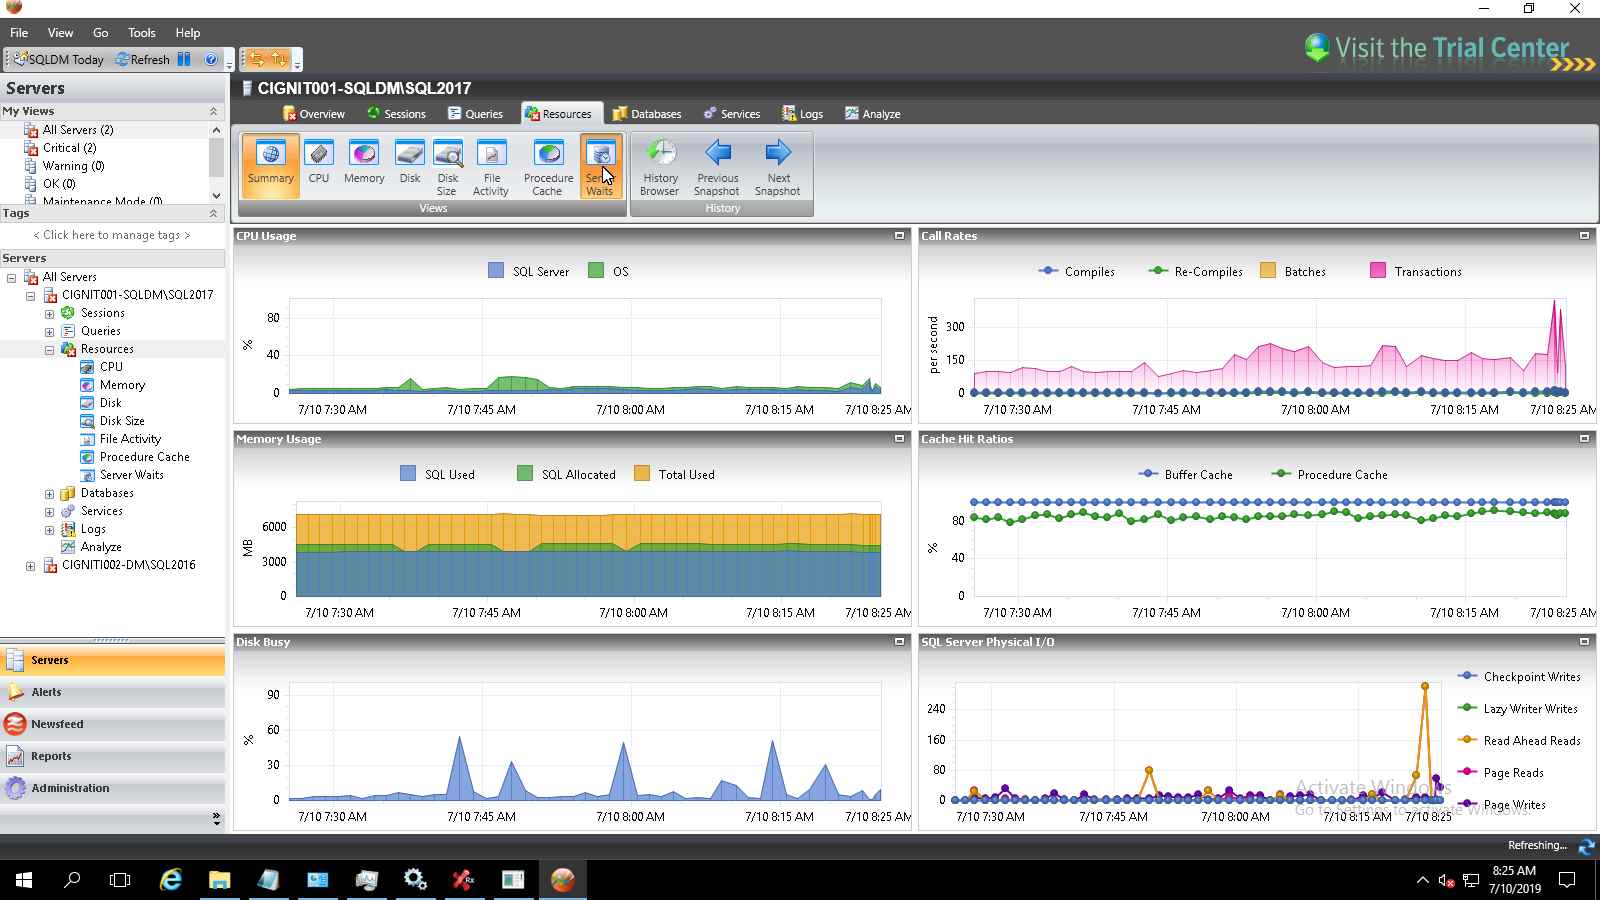 File View Go Tools Help
SQLDM Today Refresh
Visit the Trial Center
Servers
CIGNIT001-SQLDM\SQL2017
My Views
All Servers (2)
Critical (2)
Warning (0)
OK (0)
Maintenance Mode (0)
Tags
< Click here to manage tags >
Servers
All Servers
CIGNIT001-SQLDM\SQL2017
Sessions
Queries
Resources
CPU
Memory
Disk
Disk Size
File Activity
Procedure Cache
Server Waits
Databases
Services
Logs
Analyze
CIGNITI002-DM\SQL2016
Servers
Alerts
Newsfeed
Reports
Administration
Overview Sessions Queries Resources Databases Services Logs Analyze
Summary CPU Memory Disk Disk Size File Activity Procedure Cache Server Waits
Views
History Browser Previous Snapshot Next Snapshot
History
CPU Usage
SQL Server OS
%
80
40
0
7/10 7:30 AM 7/10 7:45 AM 7/10 8:00 AM 7/10 8:15 AM 7/10 8:25 AM
Call Rates
Compiles Re-Compiles Batches Transactions
per second
300
150
0
7/10 7:30 AM 7/10 7:45 AM 7/10 8:00 AM 7/10 8:15 AM 7/10 8:25 AM
Memory Usage
SQL Used SQL Allocated Total Used
MB
6000
3000
0
7/10 7:30 AM 7/10 7:45 AM 7/10 8:00 AM 7/10 8:15 AM 7/10 8:25 AM
Cache Hit Ratios
Buffer Cache Procedure Cache
%
80
40
0
7/10 7:30 AM 7/10 7:45 AM 7/10 8:00 AM 7/10 8:15 AM 7/10 8:25 AM
Disk Busy
%
90
60
30
0
7/10 7:30 AM 7/10 7:45 AM 7/10 8:00 AM 7/10 8:15 AM 7/10 8:25 AM
SQL Server Physical I/O
240
160
80
0
7/10 7:30 AM 7/10 7:45 AM 7/10 8:00 AM 7/10 8:15 AM 7/10 8:25
Checkpoint Writes
Lazy Writer Writes
Read Ahead Reads
Page Reads
Page Writes
Activate Windows
Go to Settings to activate Windows.
Refreshing...
8:25 AM
7/10/2019